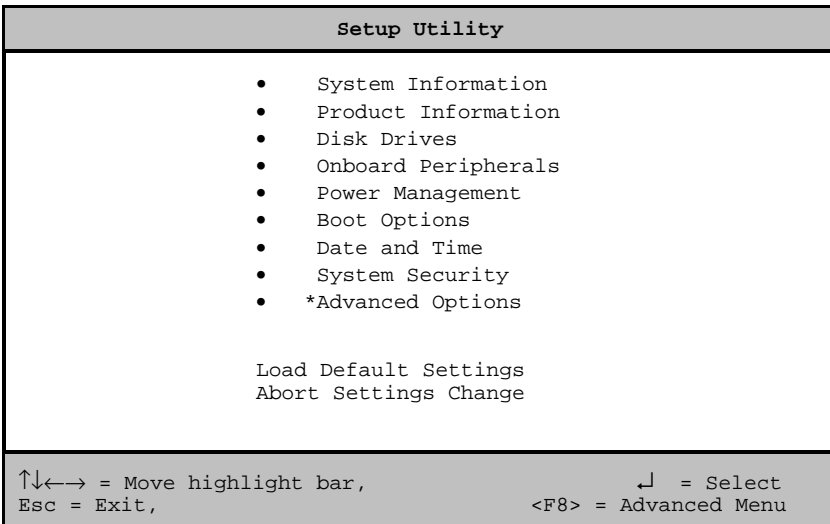 Setup Utility
• System Information
• Product Information
• Disk Drives
• Onboard Peripherals
• Power Management
• Boot Options
• Date and Time
• System Security
• *Advanced Options
Load Default Settings
Abort Settings Change
↑↓←→ = Move highlight bar, ↵ = Select
Esc = Exit, <F8> = Advanced Menu